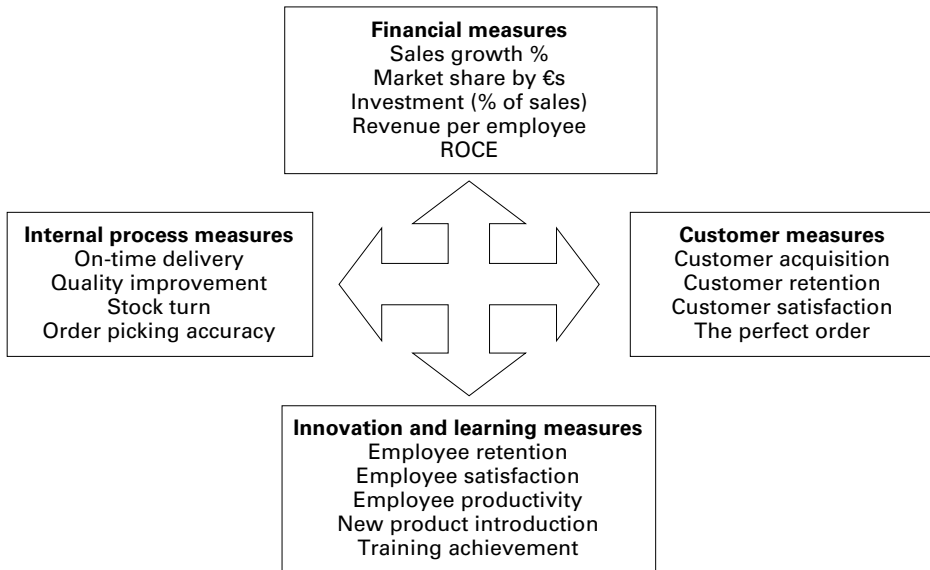 Financial measures
Sales growth %
Market share by €s
Investment (% of sales)
Revenue per employee
ROCE
Internal process measures
On-time delivery
Quality improvement
Stock turn
Order picking accuracy
Customer measures
Customer acquisition
Customer retention
Customer satisfaction
The perfect order
Innovation and learning measures
Employee retention
Employee satisfaction
Employee productivity
New product introduction
Training achievement